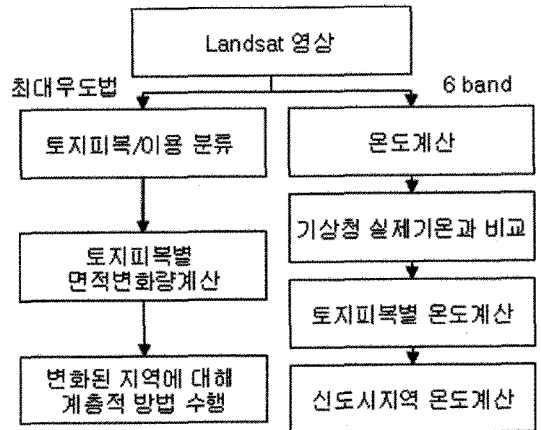 Landsat 영상
최대우도법
6 band
토지피복/이용 분류
온도계산
기상청 실제기온과 비교
토지피복별
면적변화량계산
토지피복별 온도계산
변화된 지역에 대해
계층적 방법 수행
신도시지역 온도계산